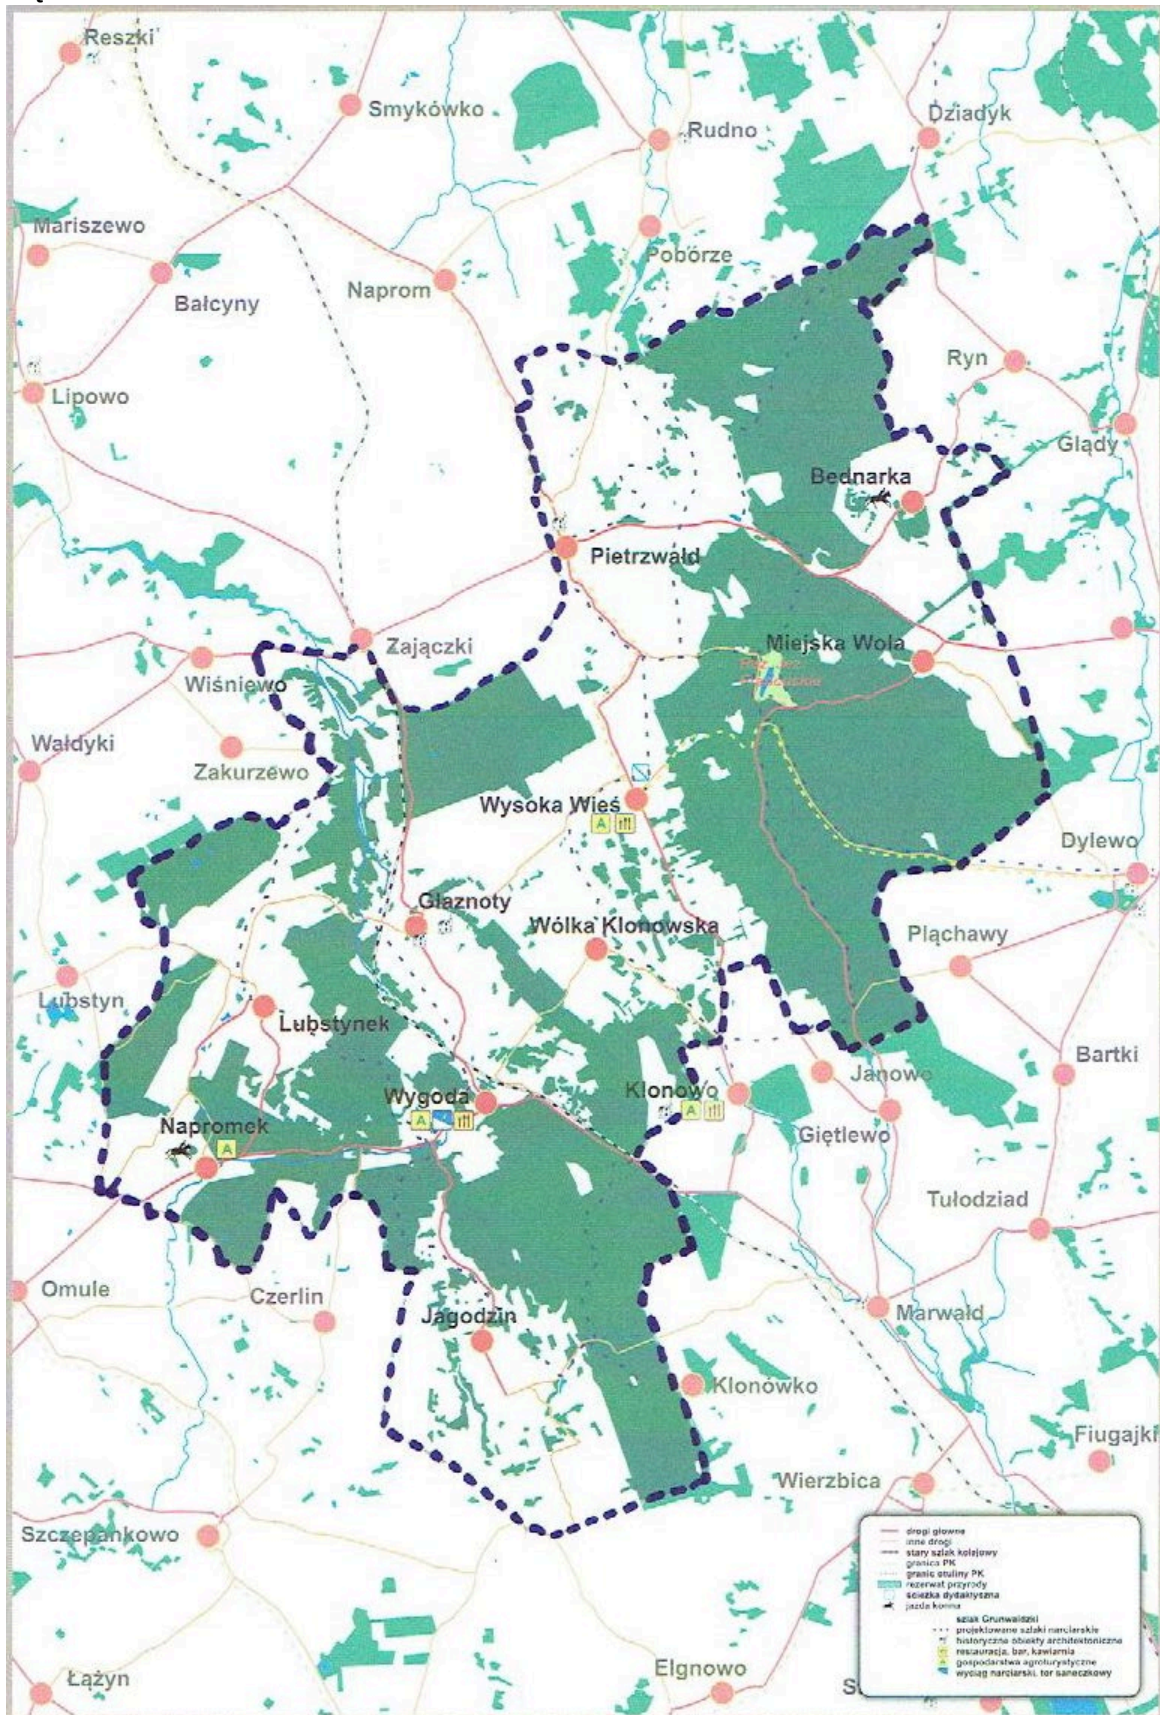 Reszki
Smykówko
Dziadyk
Rudno
Mariszewo
Pobórze
Bałcyny
Naprom
Ryn
Lipowo
Glądy
Bednarka
Pietrzwałd
Zajączki
Miejska Wola
Wiśniewo
Wałdyki
Zakurzewo
Wysoka Wieś
Dylewo
Glaznoty
Wólka Klonowska
Pląchawy
Lubstyn
Lubstynek
Bartki
Janowo
Wygoda
Klonowo
Napromek
Giętlewo
Tułodziad
Omule
Czerlin
Marwałd
Jagodzin
Klonówko
Fiugajki
Wierzbica
Szczepankowo
Łążyn
Elgnowo
drogi główne
inne drogi
stary szlak kolejowy
granica PK
granic otuliny PK
rezerwat przyrody
ścieżka dydaktyczna
jazda konna
szlak Grunwaldzki
projektowane szlaki narciarskie
historyczne obiekty architektoniczne
restauracja, bar, kawiarnia
gospodarstwa agroturystyczne
wyciąg narciarski, tor saneczkowy